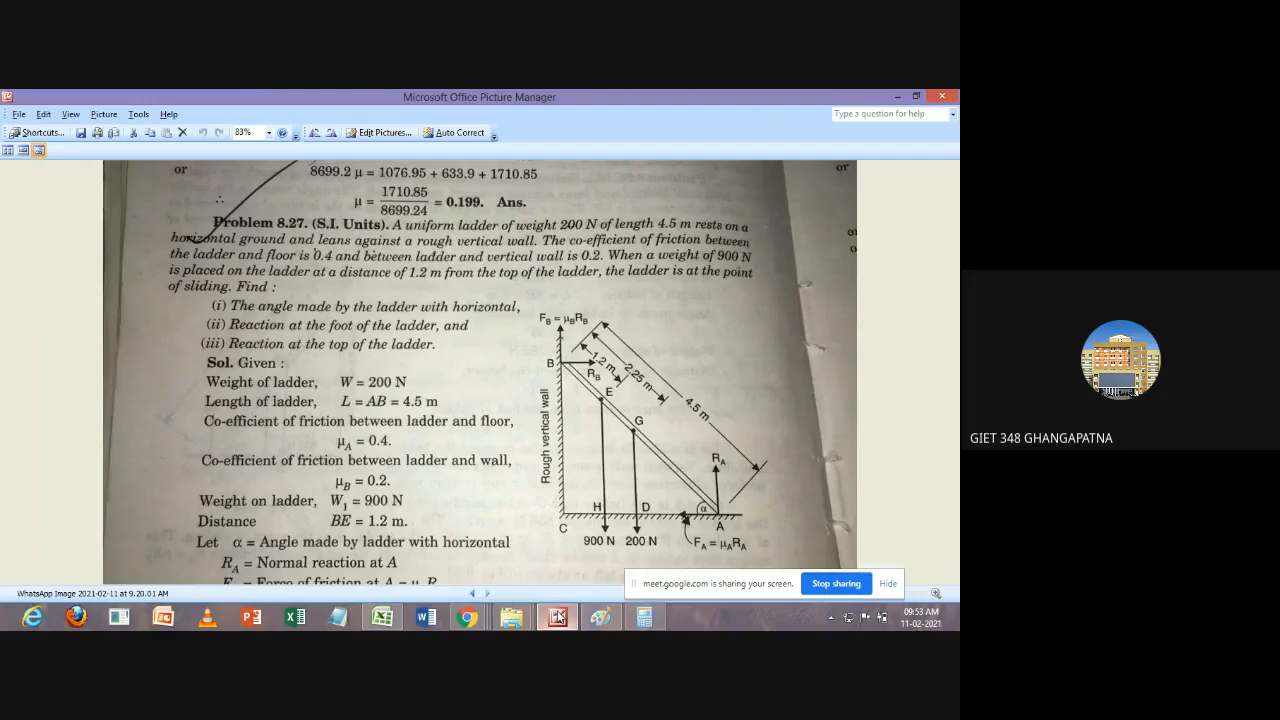 Microsoft Office Picture Manager
File Edit View Picture Tools Help
Type a question for help
Shortcuts... 83% Edit Pictures... Auto Correct
or 8699.2 μ = 1076.95 + 633.9 + 1710.85 or
∴ μ = 1710.85 / 8699.24 = 0.199. Ans.
Problem 8.27. (S.I. Units). A uniform ladder of weight 200 N of length 4.5 m rests on a
horizontal ground and leans against a rough vertical wall. The co-efficient of friction between
the ladder and floor is 0.4 and between ladder and vertical wall is 0.2. When a weight of 900 N
is placed on the ladder at a distance of 1.2 m from the top of the ladder, the ladder is at the point
of sliding. Find :
(i) The angle made by the ladder with horizontal,
(ii) Reaction at the foot of the ladder, and
(iii) Reaction at the top of the ladder.
Sol. Given :
Weight of ladder, W = 200 N
Length of ladder, L = AB = 4.5 m
Co-efficient of friction between ladder and floor,
μA = 0.4.
Co-efficient of friction between ladder and wall,
μB = 0.2.
Weight on ladder, W1 = 900 N
Distance BE = 1.2 m.
Let α = Angle made by ladder with horizontal
RA = Normal reaction at A
= Force of friction at A =
FB = μBRB
B
RB
1.2 m
2.25 m
4.5 m
E
G
Rough vertical wall
RA
H D α
C A
900 N 200 N FA = μARA
meet.google.com is sharing your screen. Stop sharing Hide
WhatsApp Image 2021-02-11 at 9.20.01 AM
09:53 AM
11-02-2021
GIET 348 GHANGAPATNA